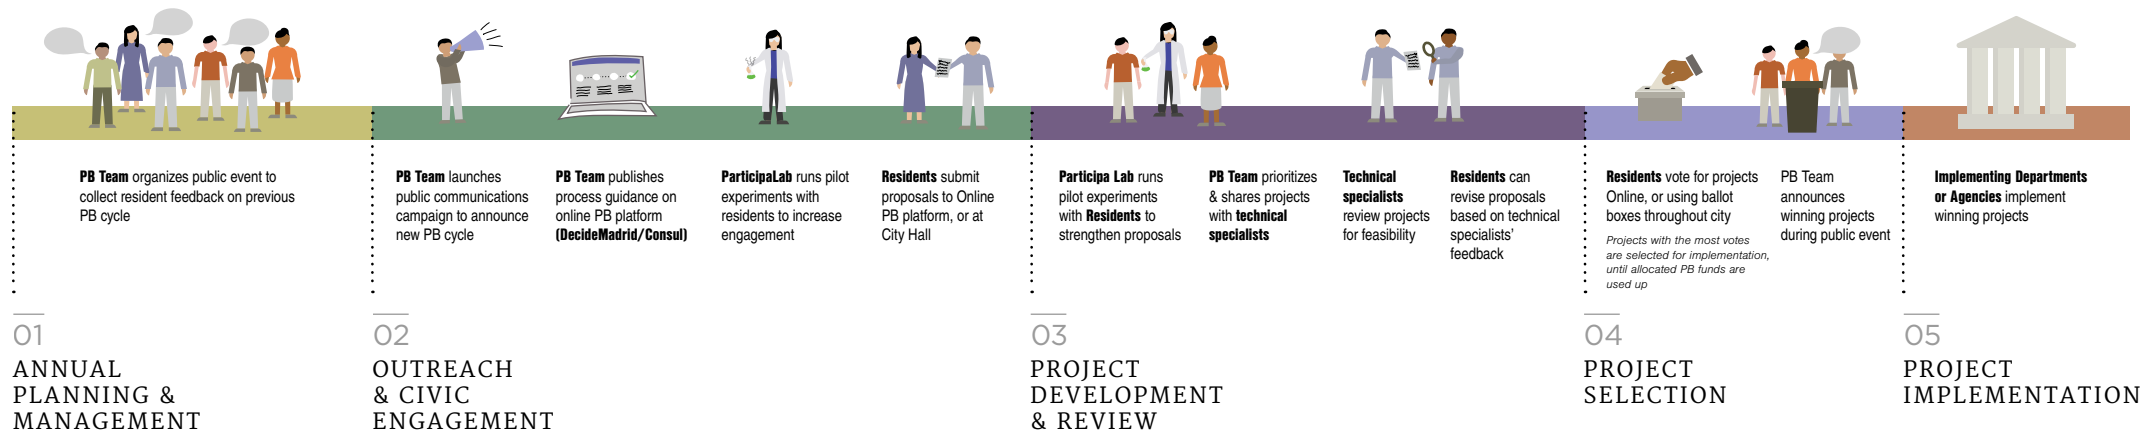 PB Team organizes public event to
collect resident feedback on previous
PB cycle
PB Team launches
public communications
campaign to announce
new PB cycle
PB Team publishes
process guidance on
online PB platform
(DecideMadrid/Consul)
ParticipaLab runs pilot
experiments with
residents to increase
engagement
Residents submit
proposals to Online
PB platform, or at
City Hall
Participa Lab runs
pilot experiments
with Residents to
strengthen proposals
PB Team prioritizes
& shares projects
with technical
specialists
Technical
specialists
review projects
for feasibility
Residents can
revise proposals
based on technical
specialists'
feedback
Residents vote for projects
Online, or using ballot
boxes throughout city
Projects with the most votes
are selected for implementation,
until allocated PB funds are
used up
PB Team
announces
winning projects
during public event
Implementing Departments
or Agencies implement
winning projects
01
ANNUAL
PLANNING &
MANAGEMENT
02
OUTREACH
& CIVIC
ENGAGEMENT
03
PROJECT
DEVELOPMENT
& REVIEW
04
PROJECT
SELECTION
05
PROJECT
IMPLEMENTATION